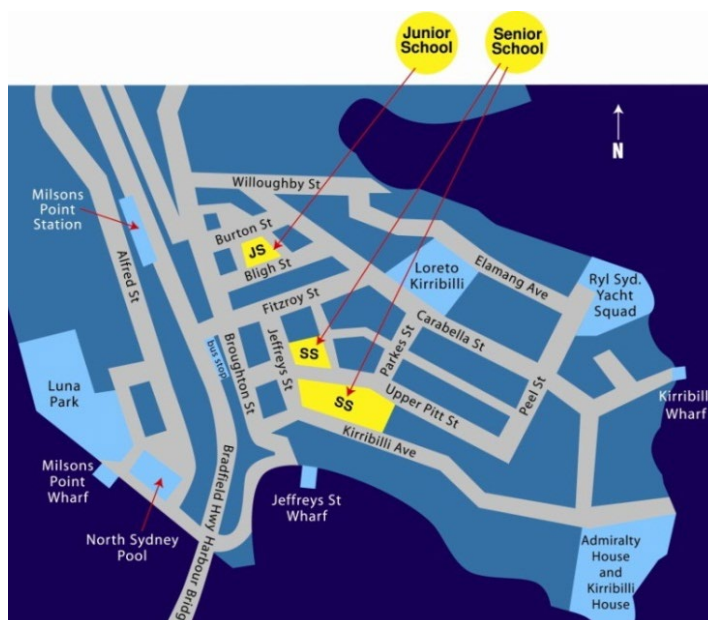 Junior
School
Senior
School
N
Willoughby St
Milsons
Point
Station
Burton St
JS
Bligh St
Alfred St
Fitzroy St
Loreto
Kirribilli
Elamang Ave
Ryl Syd.
Yacht
Squad
Carabella St
bus stop
Broughton St
Jeffreys St
SS
Parkes St
Luna
Park
SS
Upper Pitt St
Peel St
Kirribilli Ave
Kirribill
Wharf
Milsons
Point
Wharf
Bradfield Hwy Harbour Bridg
Jeffreys St
Wharf
North Sydney
Pool
Admiralty
House
and
Kirribilli
House